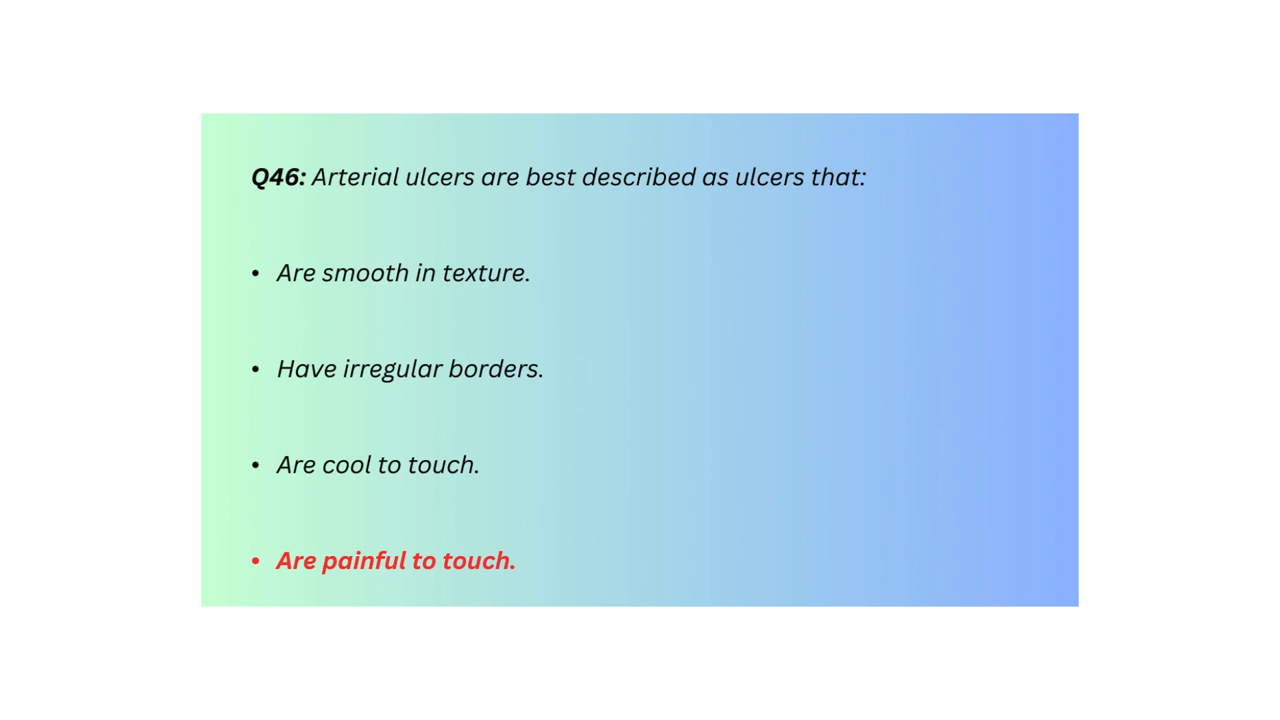 Q46: Arterial ulcers are best described as ulcers that:
• Are smooth in texture.
• Have irregular borders.
• Are cool to touch.
• Are painful to touch.